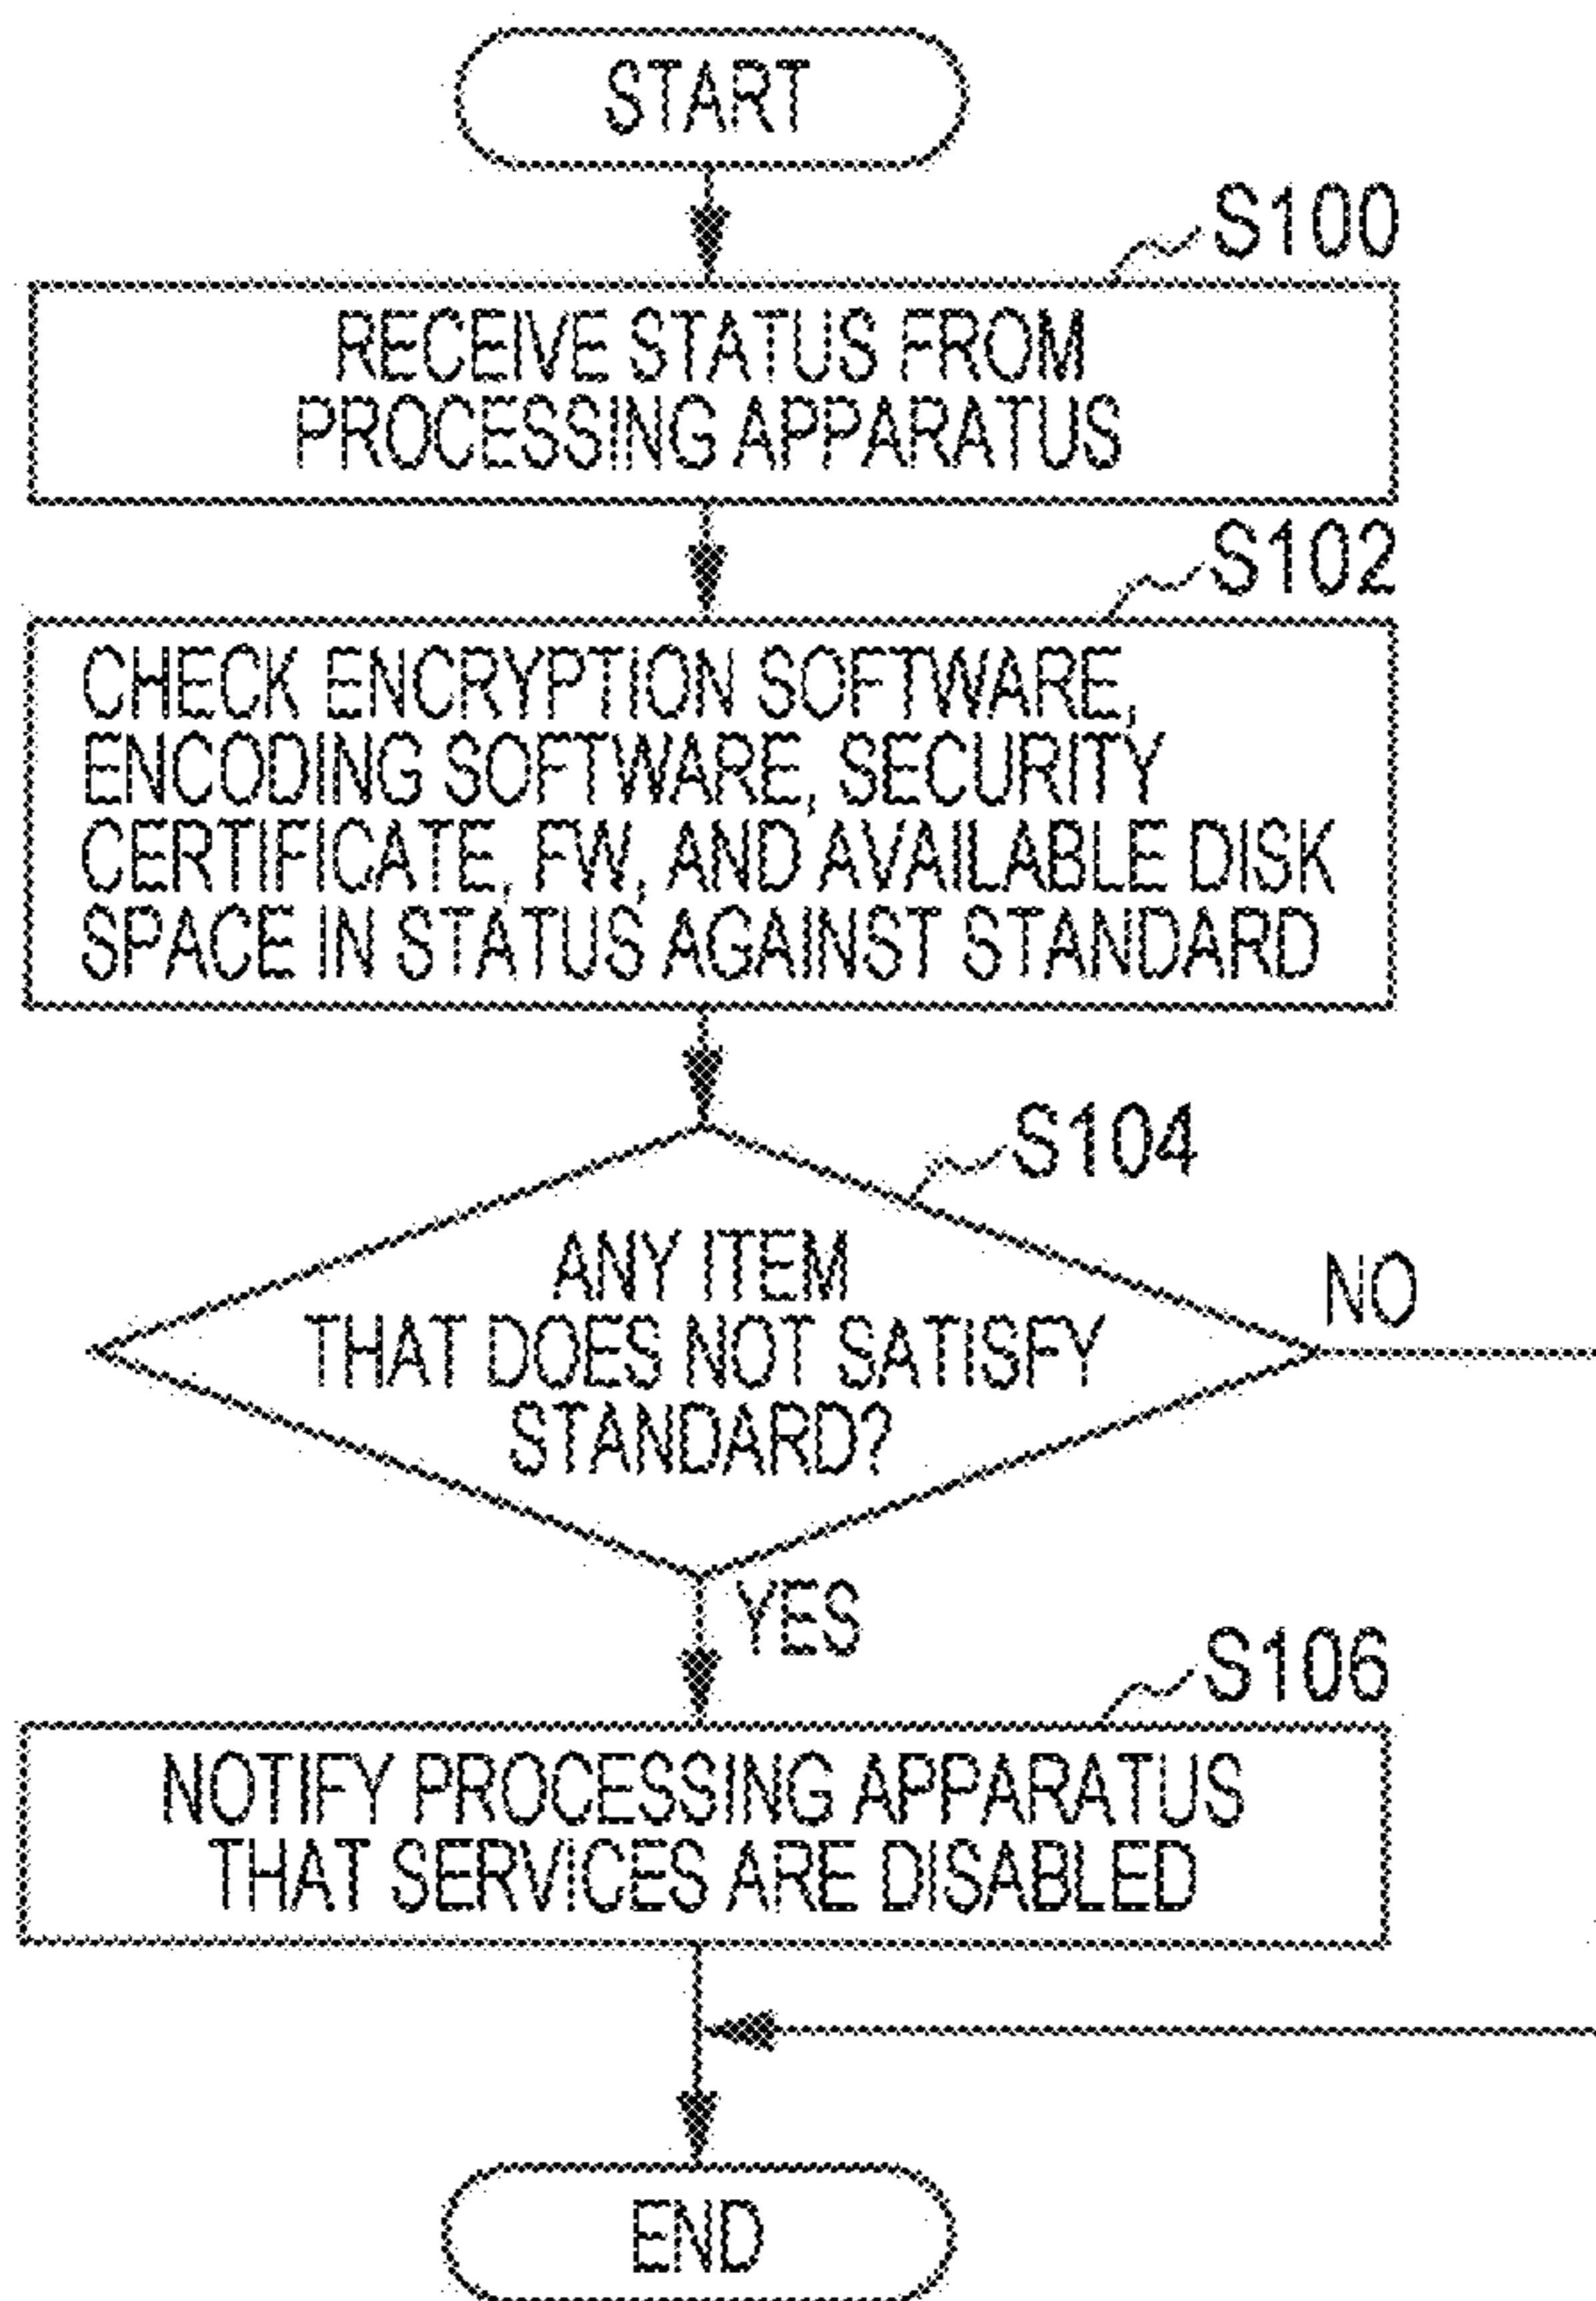 START
S100
RECEIVE STATUS FROM
PROCESSING APPARATUS
S102
CHECK ENCRYPTION SOFTWARE,
ENCODING SOFTWARE, SECURITY
CERTIFICATE, FW, AND AVAILABLE DISK
SPACE IN STATUS AGAINST STANDARD
S104
ANY ITEM
THAT DOES NOT SATISFY
STANDARD?
NO
YES
S106
NOTIFY PROCESSING APPARATUS
THAT SERVICES ARE DISABLED
END